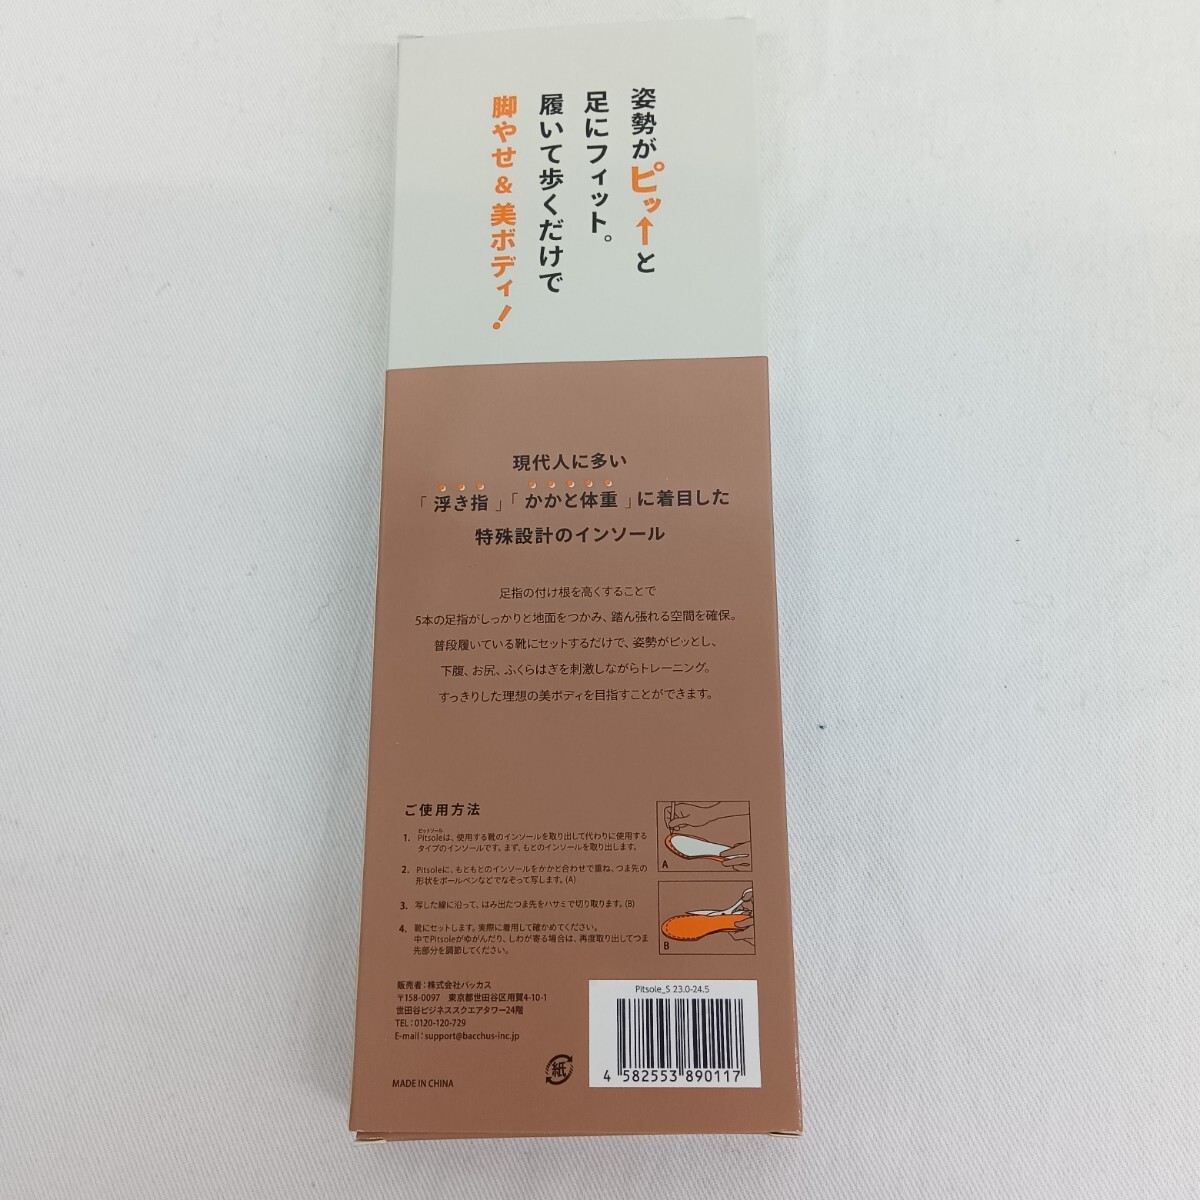 姿勢がピッ↑と
足にフィット。
履いて歩くだけで
脚やせ&美ボディ!
現代人に多い
「浮き指」「かかと体重」に着目した
特殊設計のインソール
足指の付け根を高くすることで
5本の足指がしっかりと地面をつかみ、踏ん張れる空間を確保。
普段履いている靴にセットするだけで、姿勢がピッとし、
下腹、お尻、ふくらはぎを刺激しながらトレーニング。
すっきりした理想の美ボディを目指すことができます。
ご使用方法
ピットソール
1. Pitsoleは、使用する靴のインソールを取り出して代わりに使用する
タイプのインソールです。まず、もとのインソールを取り出します。
2. Pitsoleに、もともとのインソールをかかと合わせで重ね、つま先の
形状をボールペンなどでなぞって写します。(A)
3. 写した線に沿って、はみ出たつま先をハサミで切り取ります。(B)
4. 靴にセットします。実際に着用して確かめてください。
中でPitsoleがゆがんだり、しわが寄る場合は、再度取り出してつま
先部分を調節してください。
A
B
販売者:株式会社バッカス
〒158-0097 東京都世田谷区用賀4-10-1
世田谷ビジネススクエアタワー24階
TEL:0120-120-729
E-mail:support@bacchus-inc.jp
紙
MADE IN CHINA
Pitsole_S 23.0-24.5
4 582553 890117